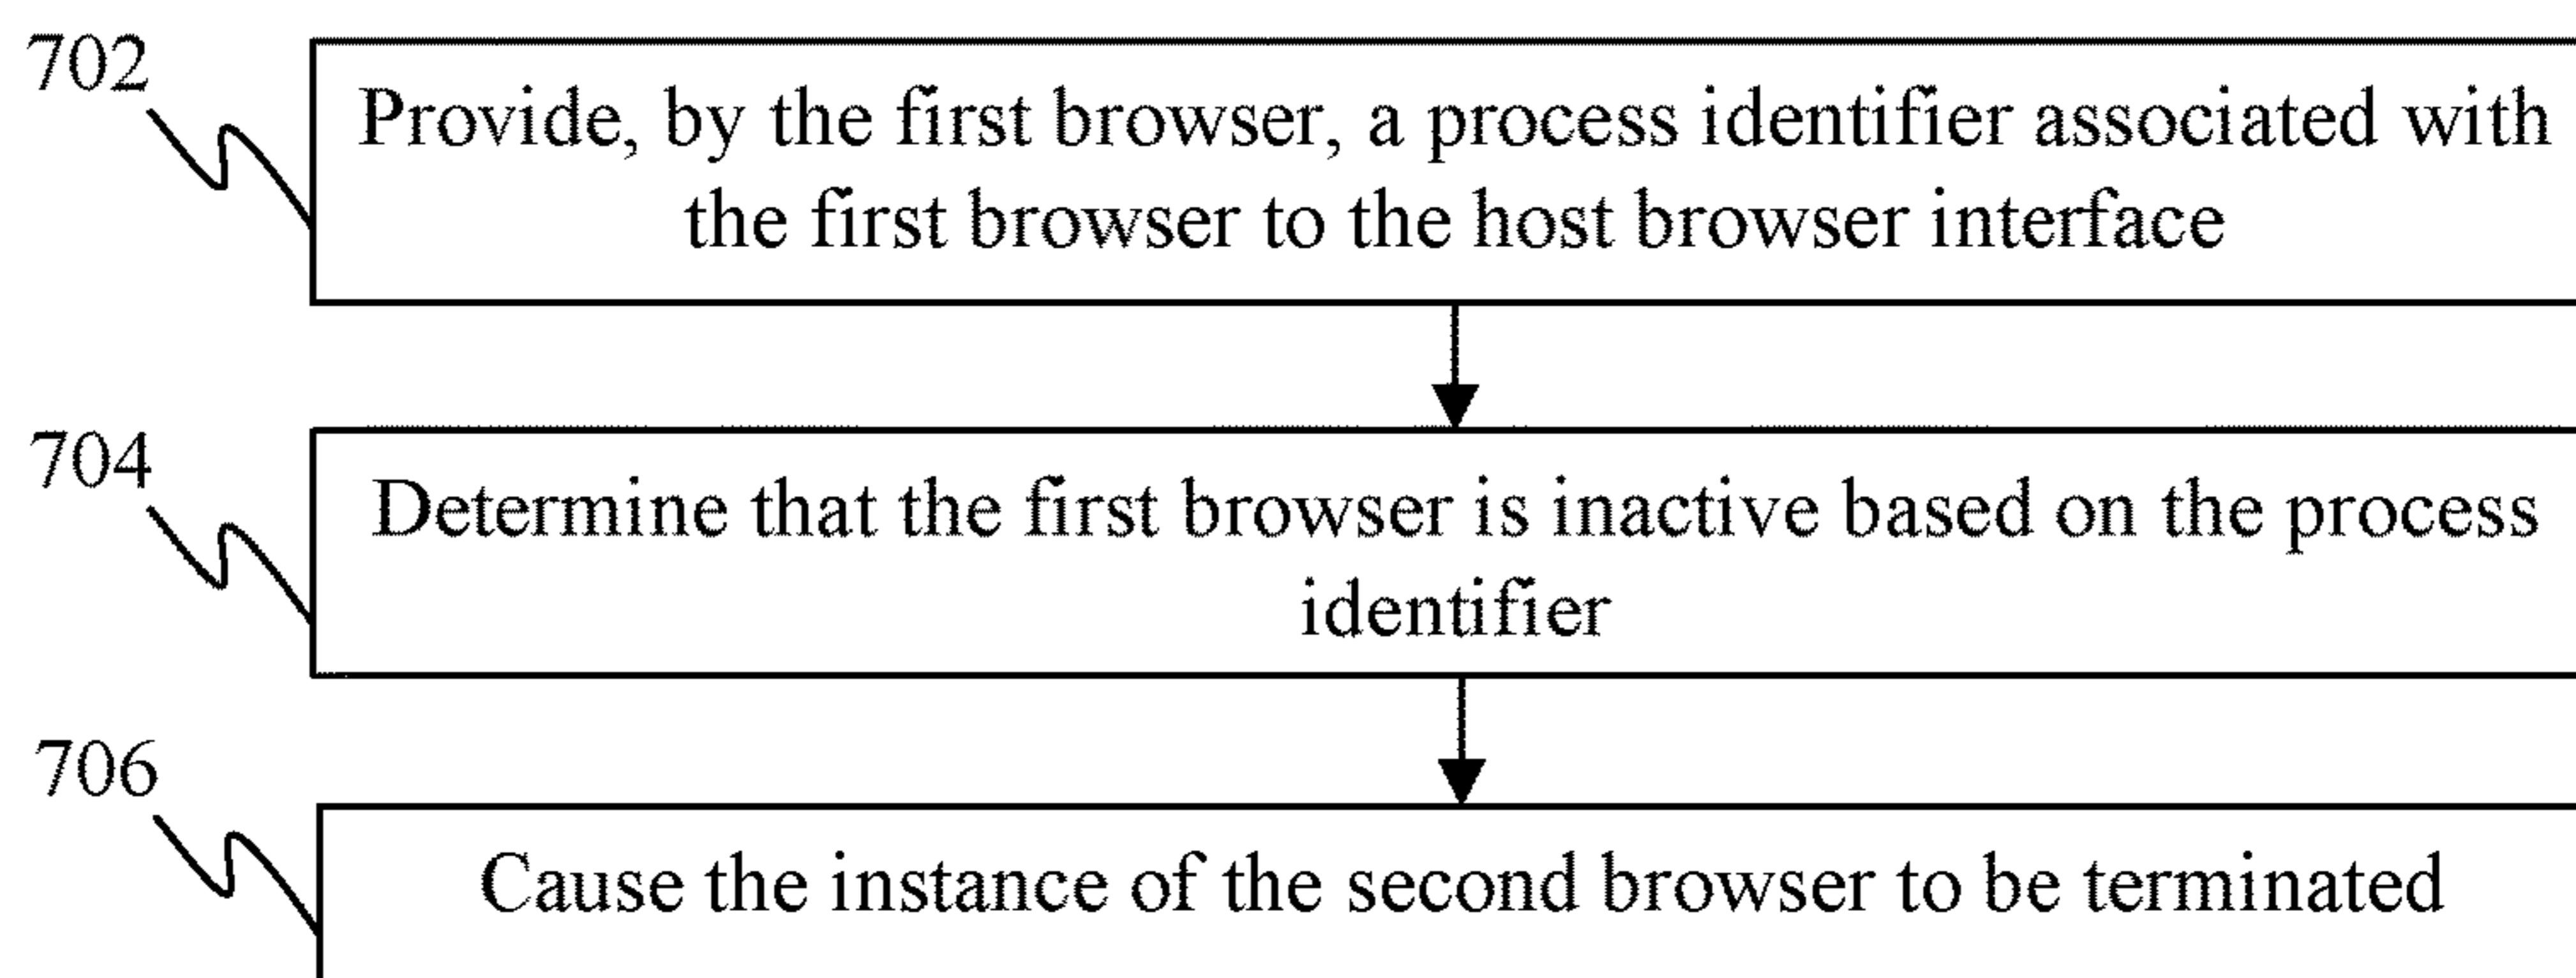 702
Provide, by the first browser, a process identifier associated with
the first browser to the host browser interface
704
Determine that the first browser is inactive based on the process
identifier
706
Cause the instance of the second browser to be terminated